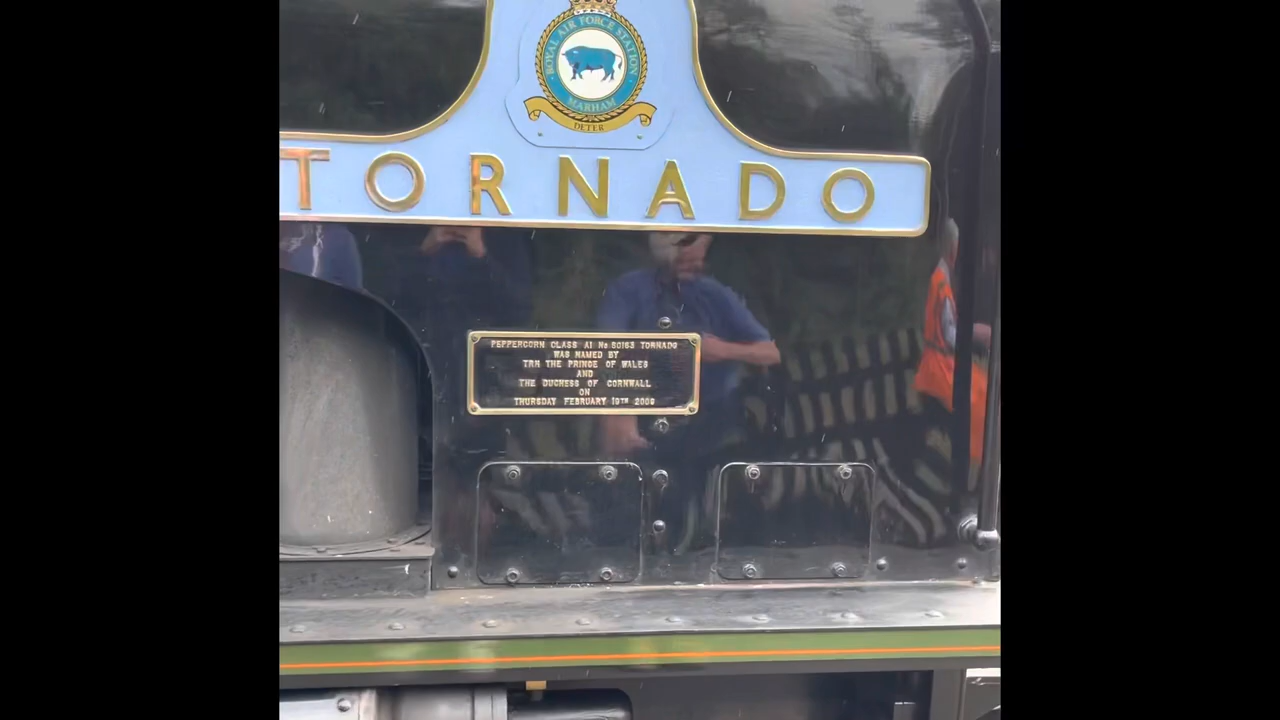 ROYAL AIR FORCE STATION
MARHAM
DETER
TORNADO
PEPPERCORN CLASS A1 No 60163 TORNADO
WAS NAMED BY
TRH THE PRINCE OF WALES
AND
THE DUCHESS OF CORNWALL
ON
THURSDAY FEBRUARY 19TH 2009